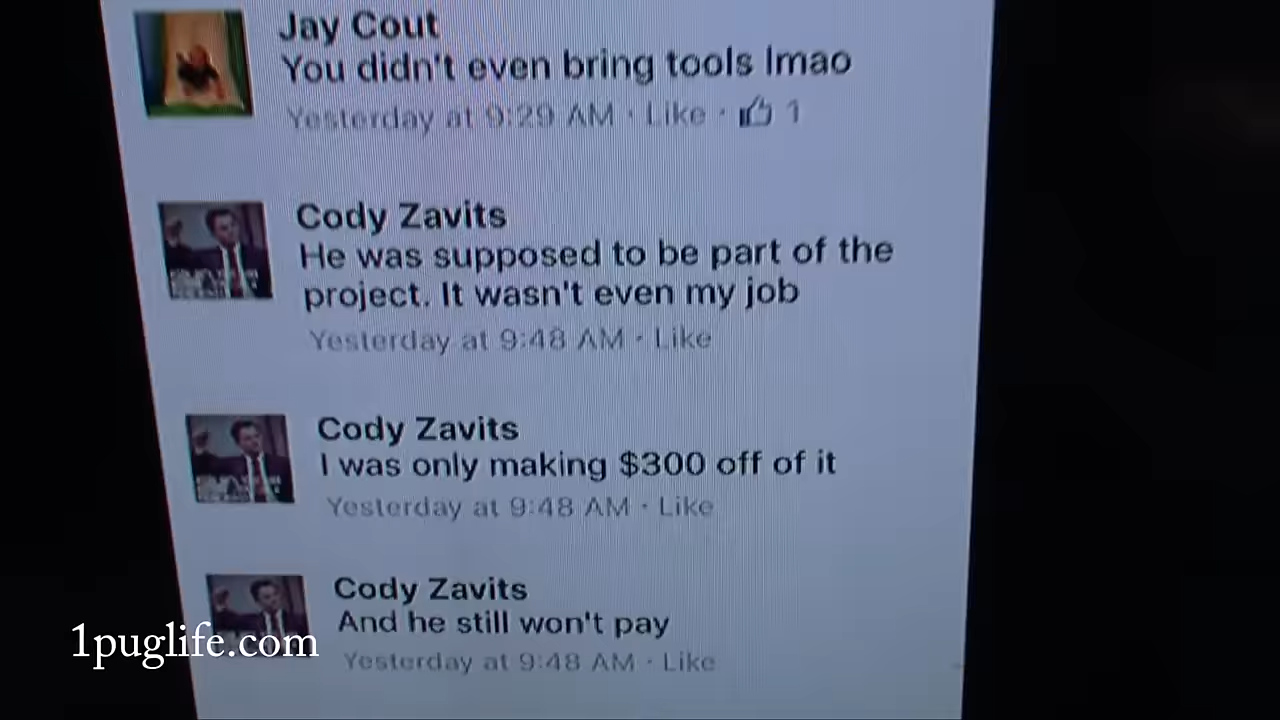 Jay Cout
You didn't even bring tools lmao
Yesterday at 9:29 AM · Like · 1
Cody Zavits
He was supposed to be part of the
project. It wasn't even my job
Yesterday at 9:48 AM · Like
Cody Zavits
I was only making $300 off of it
Yesterday at 9:48 AM · Like
Cody Zavits
And he still won't pay
Yesterday at 9:48 AM · Like
1puglife.com